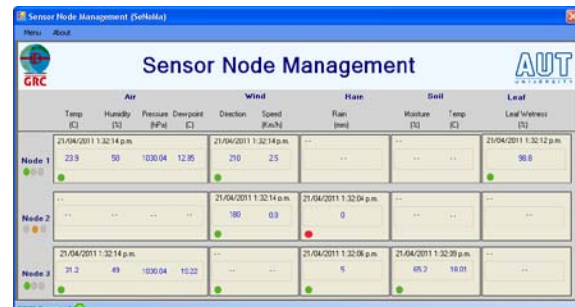 Sensor Node Management (SeNoMa)
Menu About
GRC
Sensor Node Management
AUT
UNIVERSITY
Air Wind Rain Soil Leaf
Temp Humidity Pressure Dewpoint Direction Speed Rain Moisture Temp Leaf Wetness
(C) (%) (hPa) (C) (Km/h) (mm) (%) (C) (%)
21/04/2011 1:32:14 p.m. 21/04/2011 1:32:14 p.m. -- -- 21/04/2011 1:32:12 p.m.
Node 1 23.9 50 1030.04 12.85 210 2.5 -- -- -- 98.8
-- 21/04/2011 1:32:14 p.m. 21/04/2011 1:32:04 p.m. -- --
Node 2 -- -- -- -- 180 0.3 0 -- -- --
21/04/2011 1:32:14 p.m. -- 21/04/2011 1:32:06 p.m. 21/04/2011 1:32:09 p.m. --
Node 3 31.2 49 1030.04 19.22 -- -- 5 65.2 18.01 --